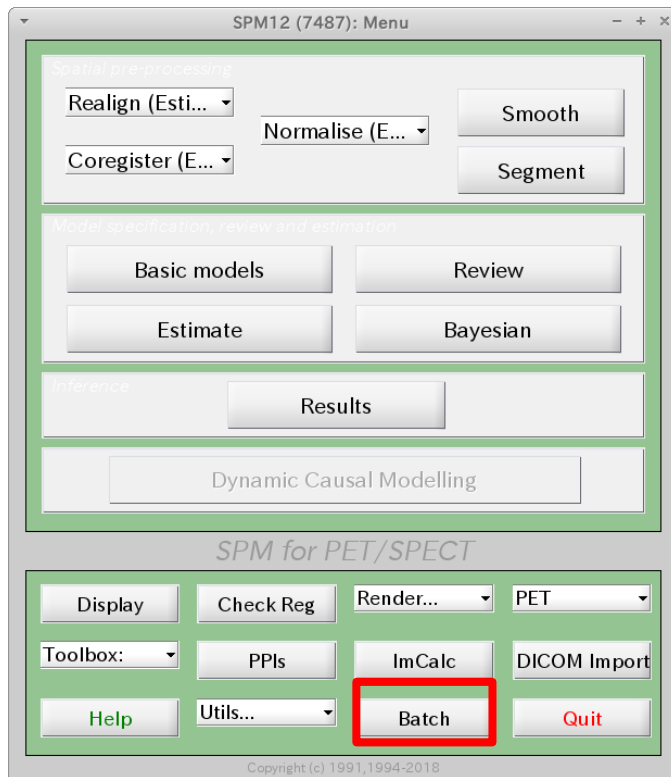 SPM12 (7487): Menu
Spatial pre-processing
Realign (Esti...
Normalise (E...
Smooth
Coregister (E...
Segment
Model specification, review and estimation
Basic models
Review
Estimate
Bayesian
Inference
Results
Dynamic Causal Modelling
SPM for PET/SPECT
Display
Check Reg
Render...
PET
Toolbox:
PPIs
ImCalc
DICOM Import
Help
Utils...
Batch
Quit
Copyright (c) 1991,1994-2018